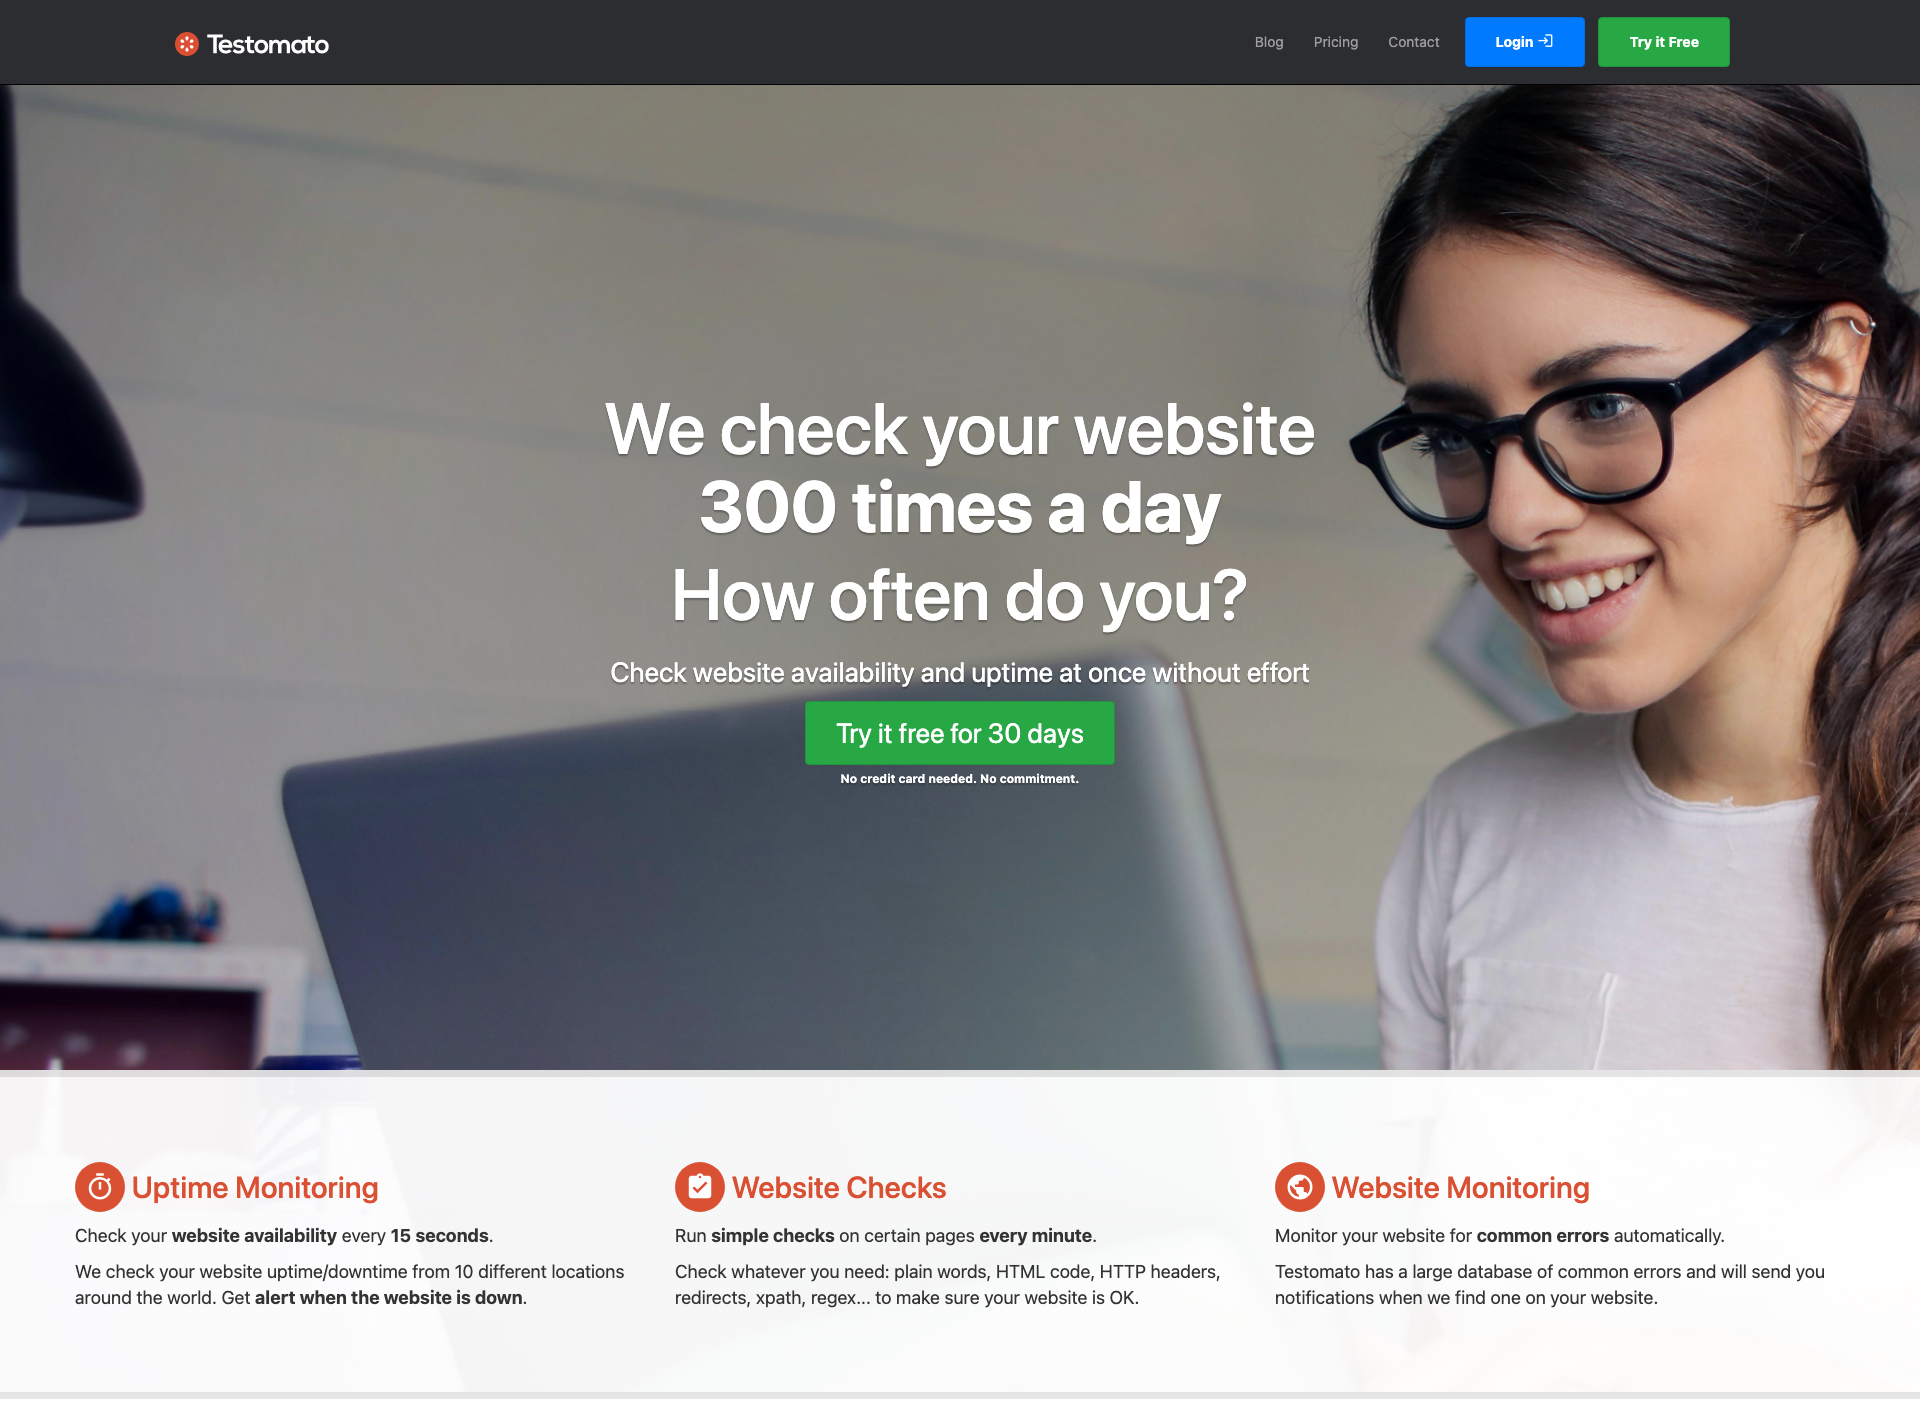 Testomato
Blog
Pricing
Contact
Login
Try it Free
We check your website
300 times a day
How often do you?
Check website availability and uptime at once without effort
Try it free for 30 days
No credit card needed. No commitment.
Uptime Monitoring
Check your website availability every 15 seconds.
We check your website uptime/downtime from 10 different locations
around the world. Get alert when the website is down.
Website Checks
Run simple checks on certain pages every minute.
Check whatever you need: plain words, HTML code, HTTP headers,
redirects, xpath, regex... to make sure your website is OK.
Website Monitoring
Monitor your website for common errors automatically.
Testomato has a large database of common errors and will send you
notifications when we find one on your website.